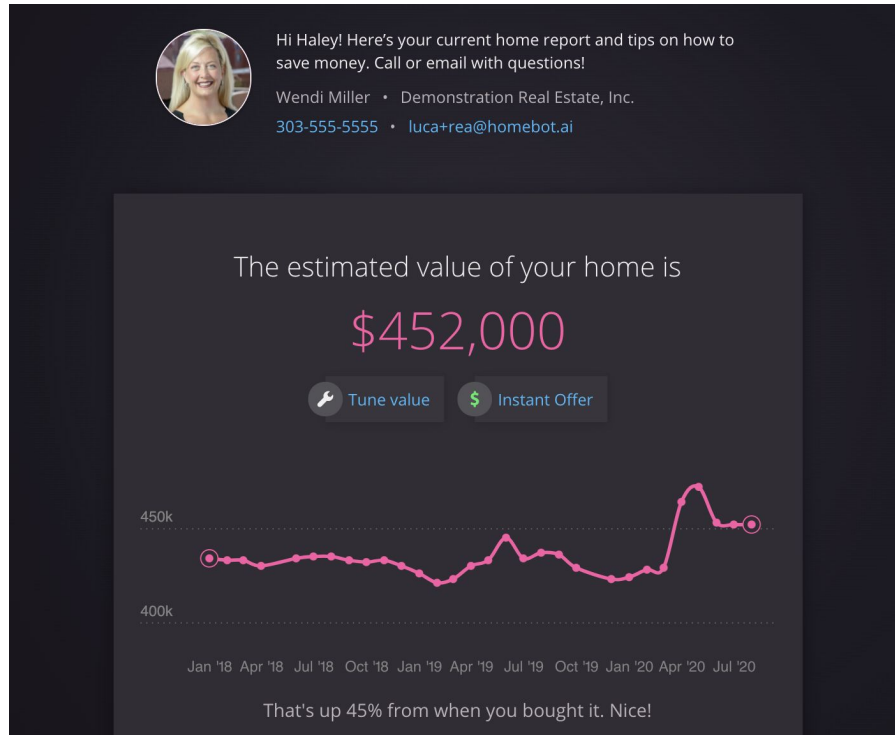 Hi Haley! Here’s your current home report and tips on how to
save money. Call or email with questions!
Wendi Miller • Demonstration Real Estate, Inc.
303-555-5555 • luca+rea@homebot.ai
The estimated value of your home is
$452,000
Tune value
$ Instant Offer
450k
400k
Jan '18 Apr '18 Jul '18 Oct '18 Jan '19 Apr '19 Jul '19 Oct '19 Jan '20 Apr '20 Jul '20
That's up 45% from when you bought it. Nice!